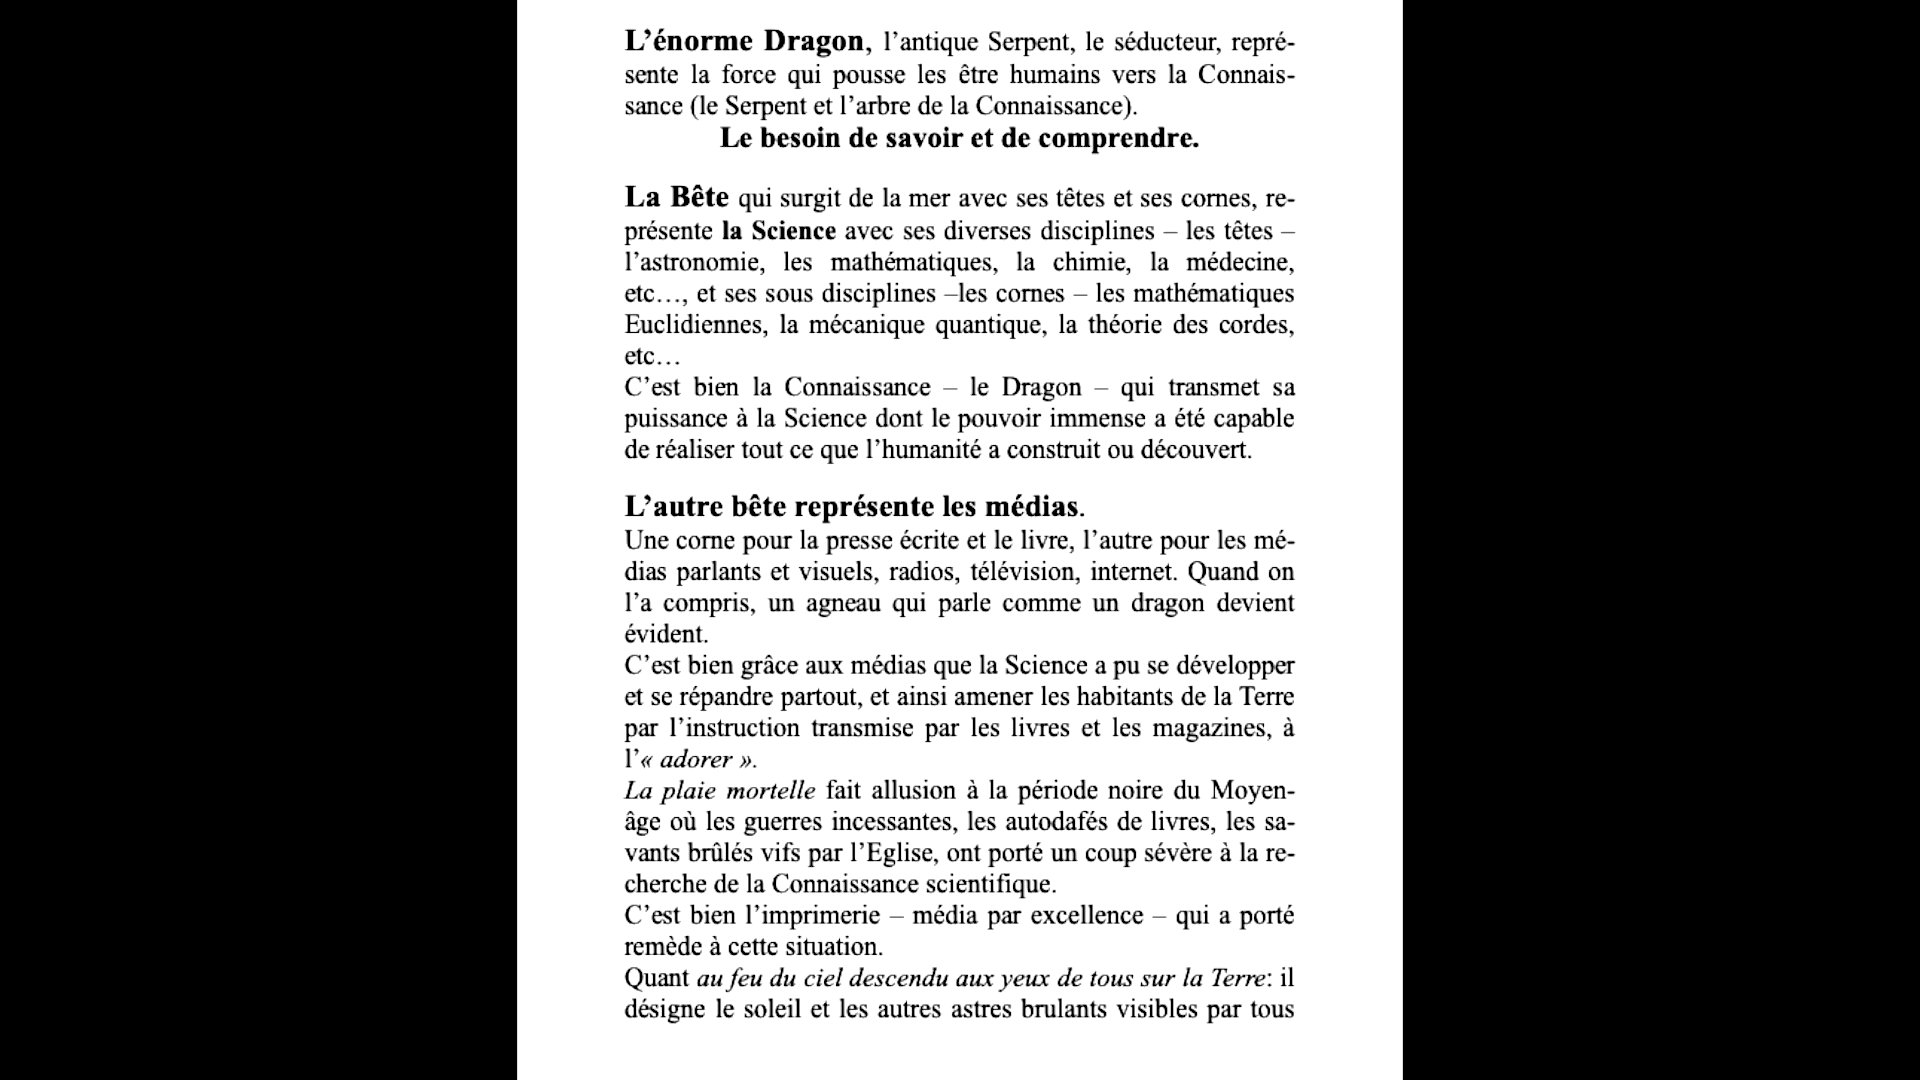 L’énorme Dragon, l’antique Serpent, le séducteur, repré-
sente la force qui pousse les être humains vers la Connais-
sance (le Serpent et l’arbre de la Connaissance).
Le besoin de savoir et de comprendre.
La Bête qui surgit de la mer avec ses têtes et ses cornes, re-
présente la Science avec ses diverses disciplines – les têtes –
l’astronomie, les mathématiques, la chimie, la médecine,
etc…, et ses sous disciplines –les cornes – les mathématiques
Euclidiennes, la mécanique quantique, la théorie des cordes,
etc…
C’est bien la Connaissance – le Dragon – qui transmet sa
puissance à la Science dont le pouvoir immense a été capable
de réaliser tout ce que l’humanité a construit ou découvert.
L’autre bête représente les médias.
Une corne pour la presse écrite et le livre, l’autre pour les mé-
dias parlants et visuels, radios, télévision, internet. Quand on
l’a compris, un agneau qui parle comme un dragon devient
évident.
C’est bien grâce aux médias que la Science a pu se développer
et se répandre partout, et ainsi amener les habitants de la Terre
par l’instruction transmise par les livres et les magazines, à
l’« adorer ».
La plaie mortelle fait allusion à la période noire du Moyen-
âge où les guerres incessantes, les autodafés de livres, les sa-
vants brûlés vifs par l’Eglise, ont porté un coup sévère à la re-
cherche de la Connaissance scientifique.
C’est bien l’imprimerie – média par excellence – qui a porté
remède à cette situation.
Quant au feu du ciel descendu aux yeux de tous sur la Terre: il
désigne le soleil et les autres astres brulants visibles par tous